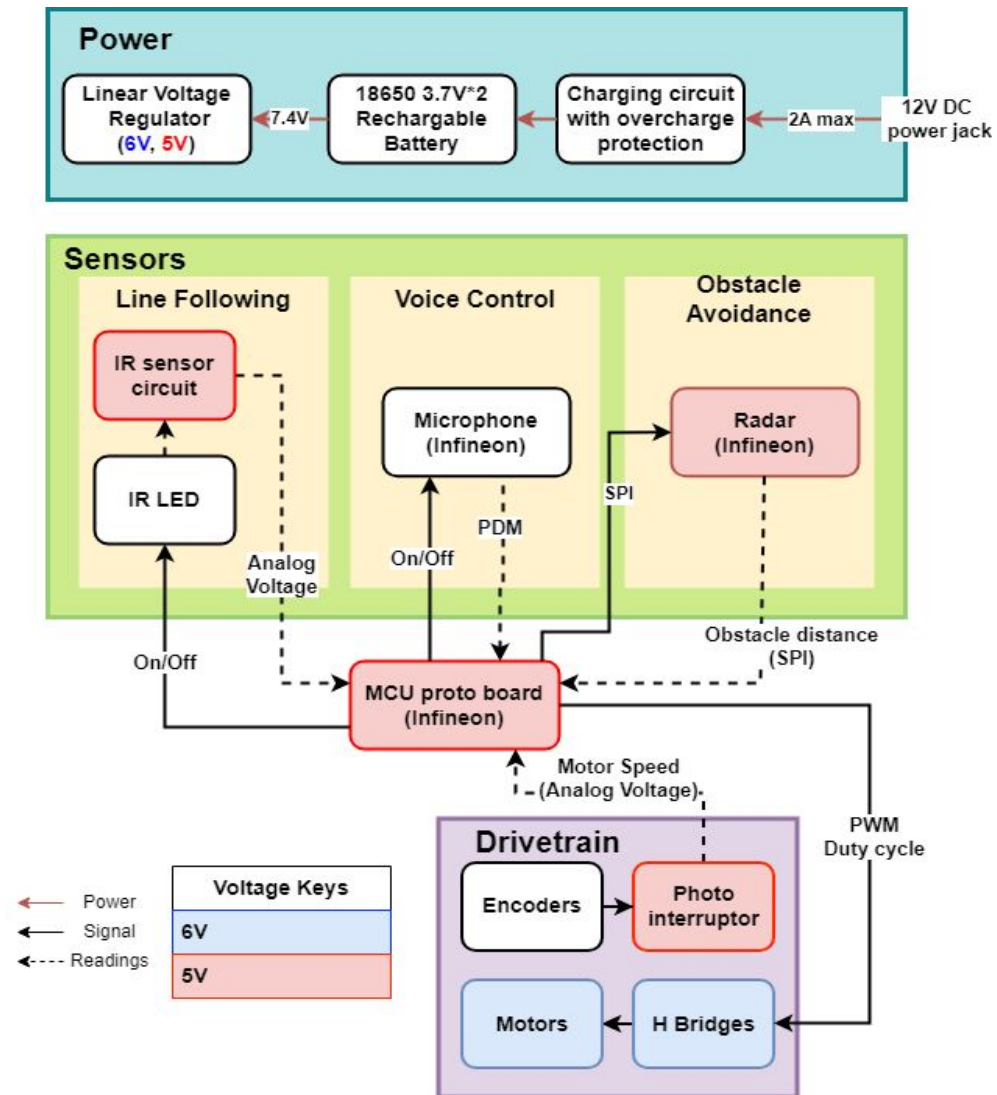 Power
Linear Voltage
Regulator
(6V, 5V)
7.4V
18650 3.7V*2
Rechargable
Battery
Charging circuit
with overcharge
protection
2A max
12V DC
power jack
Sensors
Line Following
IR sensor
circuit
IR LED
Analog
Voltage
On/Off
Voice Control
Microphone
(Infineon)
On/Off
PDM
Obstacle
Avoidance
Radar
(Infineon)
SPI
Obstacle distance
(SPI)
MCU proto board
(Infineon)
Motor Speed
(Analog Voltage)
PWM
Duty cycle
Drivetrain
Encoders
Photo
interruptor
Motors
H Bridges
Power
Signal
Readings
Voltage Keys
6V
5V